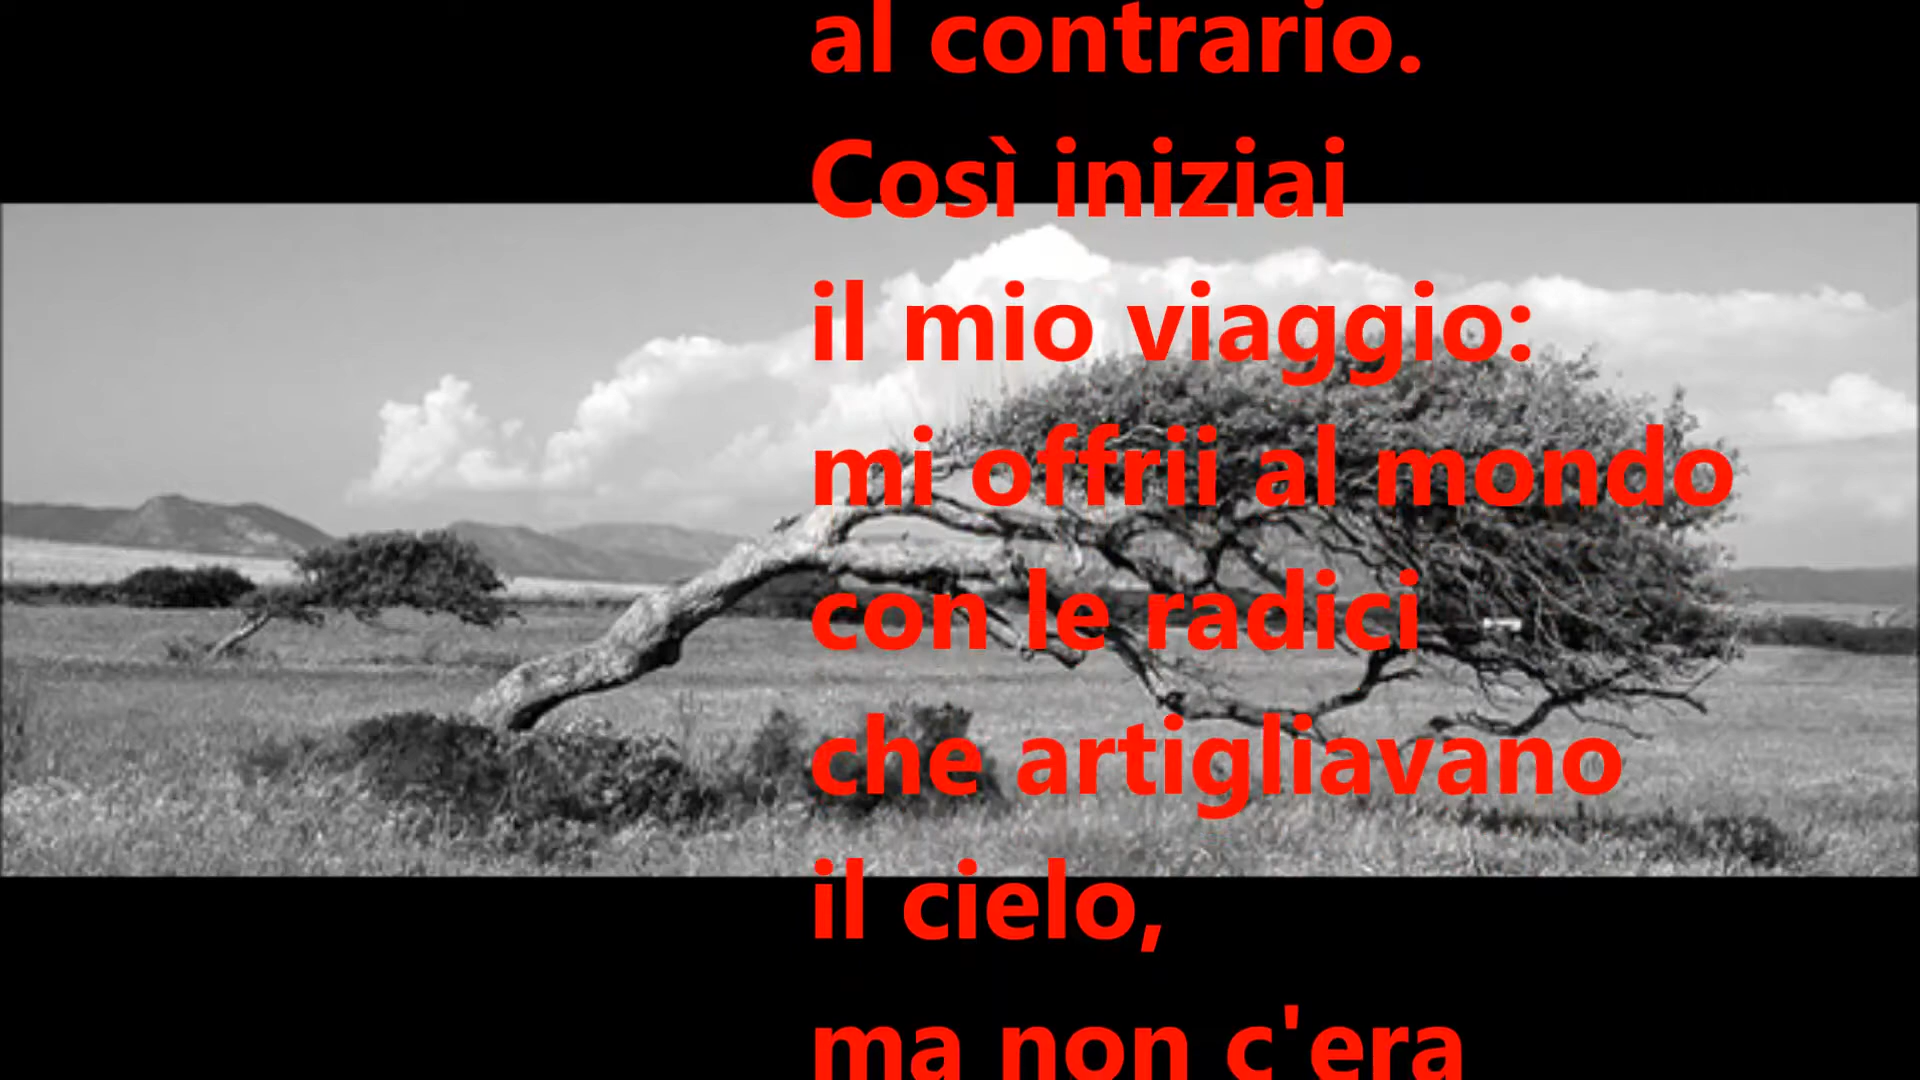 al contrario.
Così iniziai
il mio viaggio:
mi offrii al mondo
con le radici
che artigliavano
il cielo,
ma non c'era